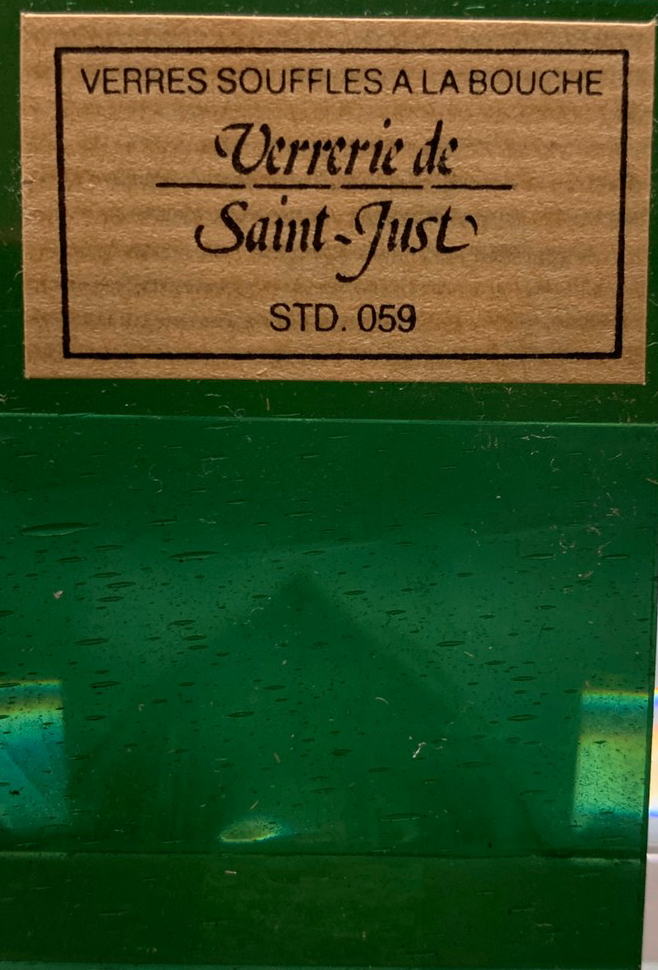 VERRES SOUFFLES A LA BOUCHE
Verrerie de
Saint-Just
STD. 059